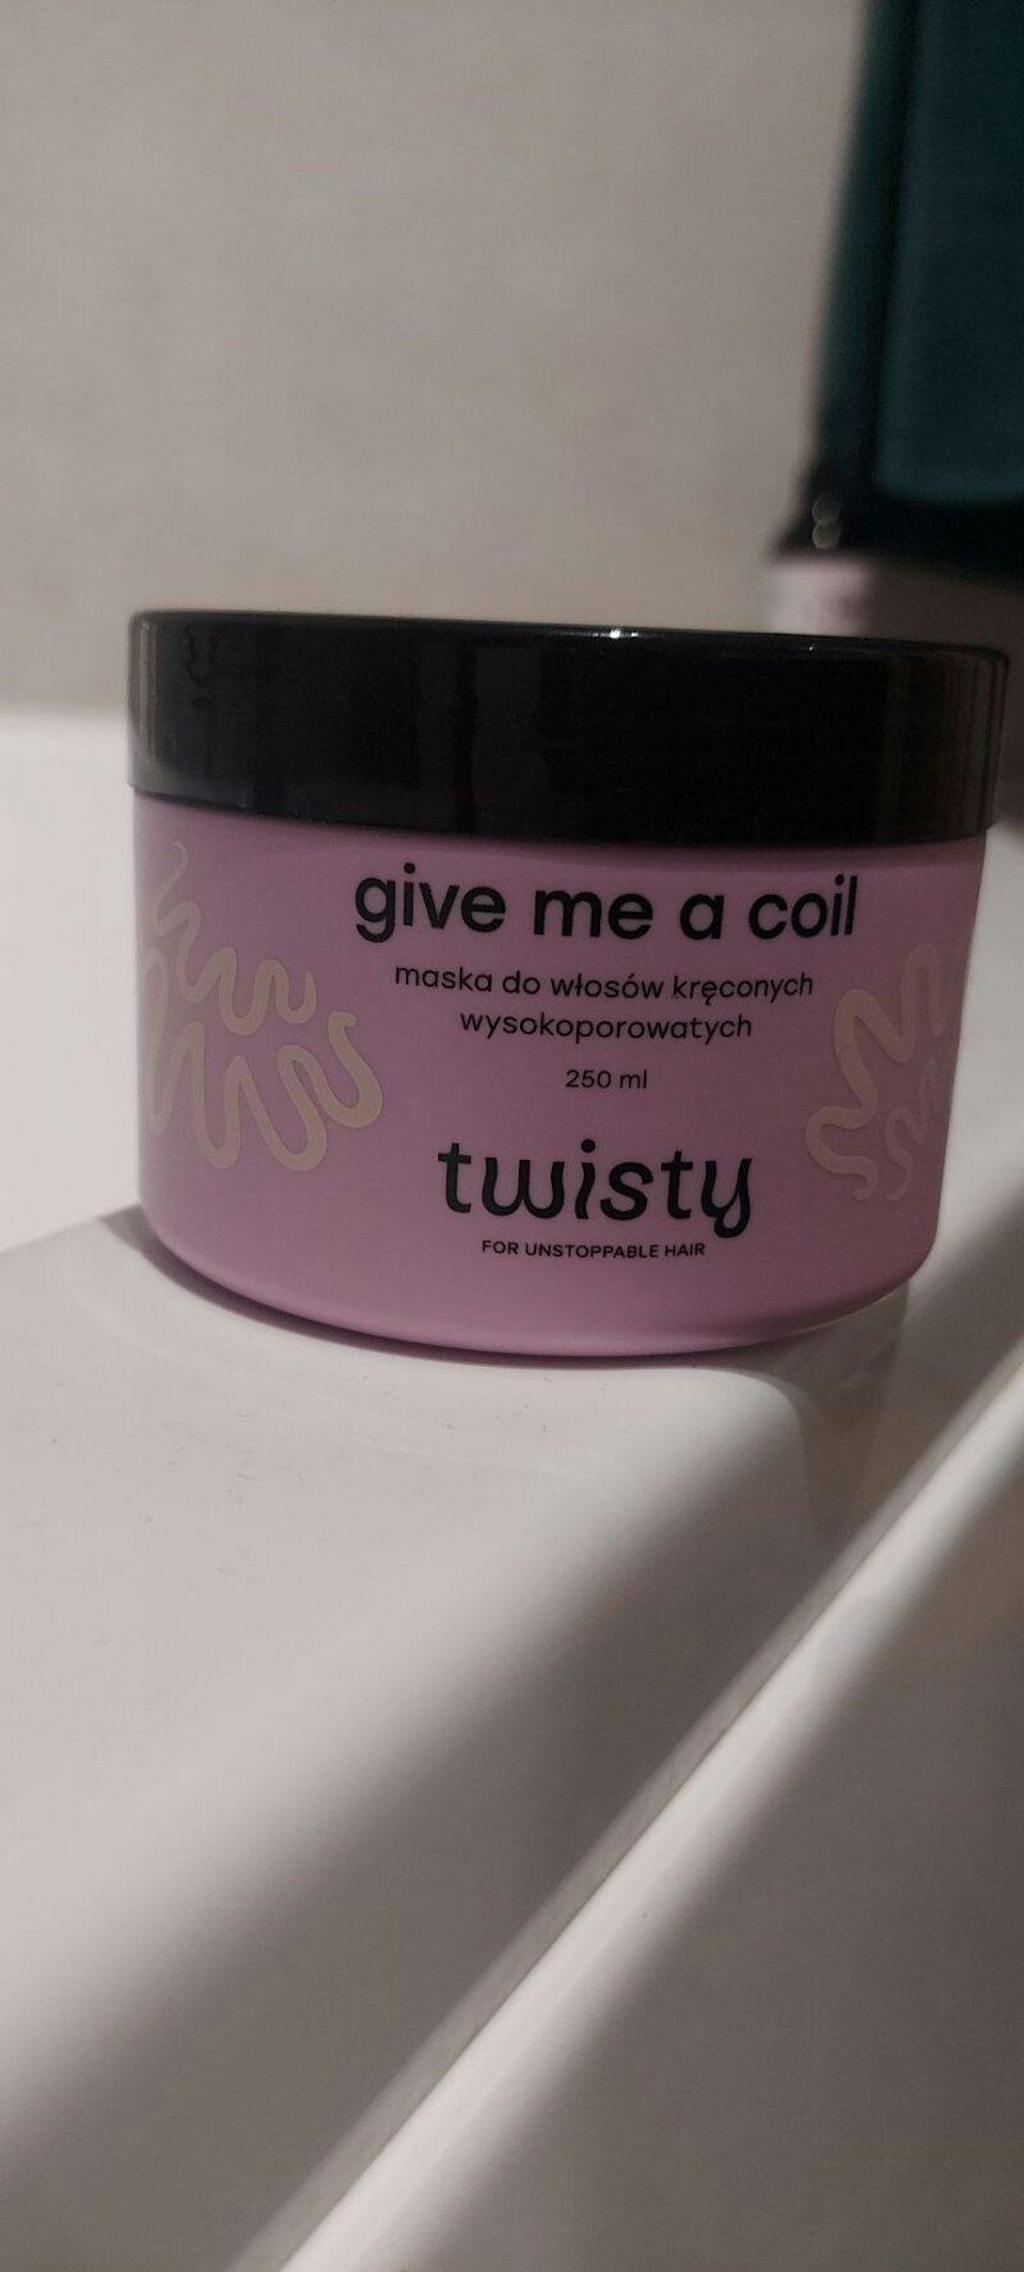 give me a coil
maska do włosów kręconych
wysokoporowatych
250 ml
twisty
FOR UNSTOPPABLE HAIR